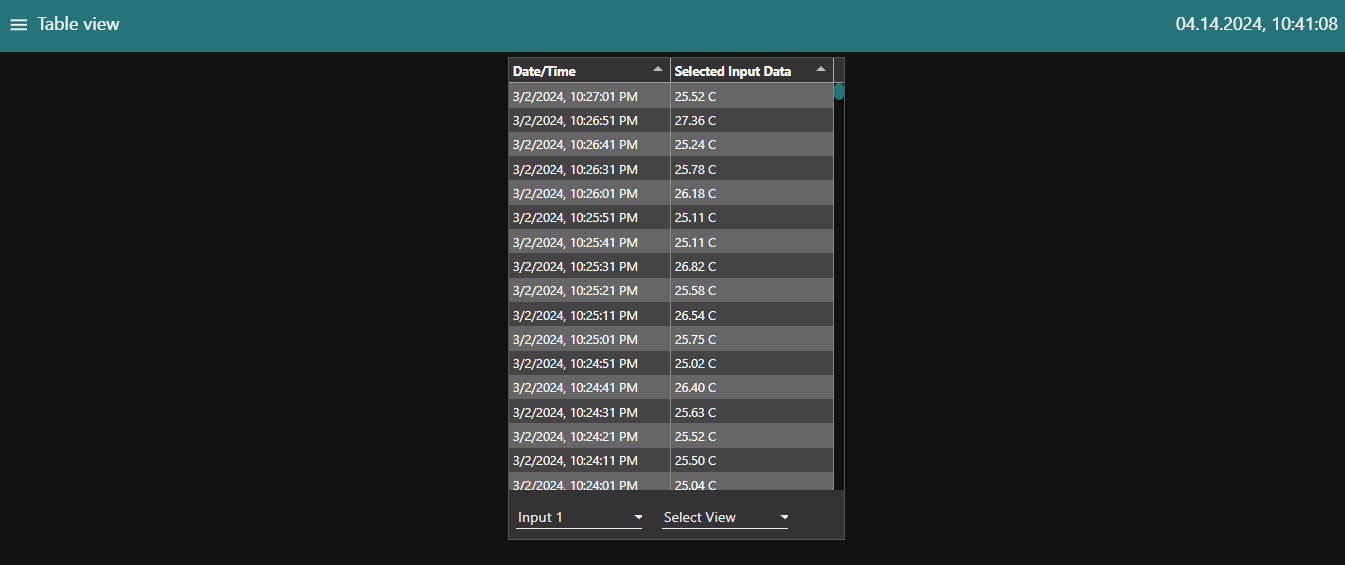 Table view 04.14.2024, 10:41:08
Date/Time Selected Input Data
3/2/2024, 10:27:01 PM 25.52 C
3/2/2024, 10:26:51 PM 27.36 C
3/2/2024, 10:26:41 PM 25.24 C
3/2/2024, 10:26:31 PM 25.78 C
3/2/2024, 10:26:01 PM 26.18 C
3/2/2024, 10:25:51 PM 25.11 C
3/2/2024, 10:25:41 PM 25.11 C
3/2/2024, 10:25:31 PM 26.82 C
3/2/2024, 10:25:21 PM 25.58 C
3/2/2024, 10:25:11 PM 26.54 C
3/2/2024, 10:25:01 PM 25.75 C
3/2/2024, 10:24:51 PM 25.02 C
3/2/2024, 10:24:41 PM 26.40 C
3/2/2024, 10:24:31 PM 25.63 C
3/2/2024, 10:24:21 PM 25.52 C
3/2/2024, 10:24:11 PM 25.50 C
3/2/2024, 10:24:01 PM 25.04 C
Input 1 Select View